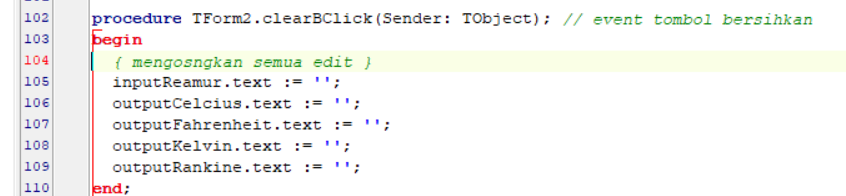 102 procedure TForm2.clearBClick(Sender: TObject); // event tombol bersihkan
103 begin
104 { mengosngkan semua edit }
105 inputReamur.text := '';
106 outputCelcius.text := '';
107 outputFahrenheit.text := '';
108 outputKelvin.text := '';
109 outputRankine.text := '';
110 end;